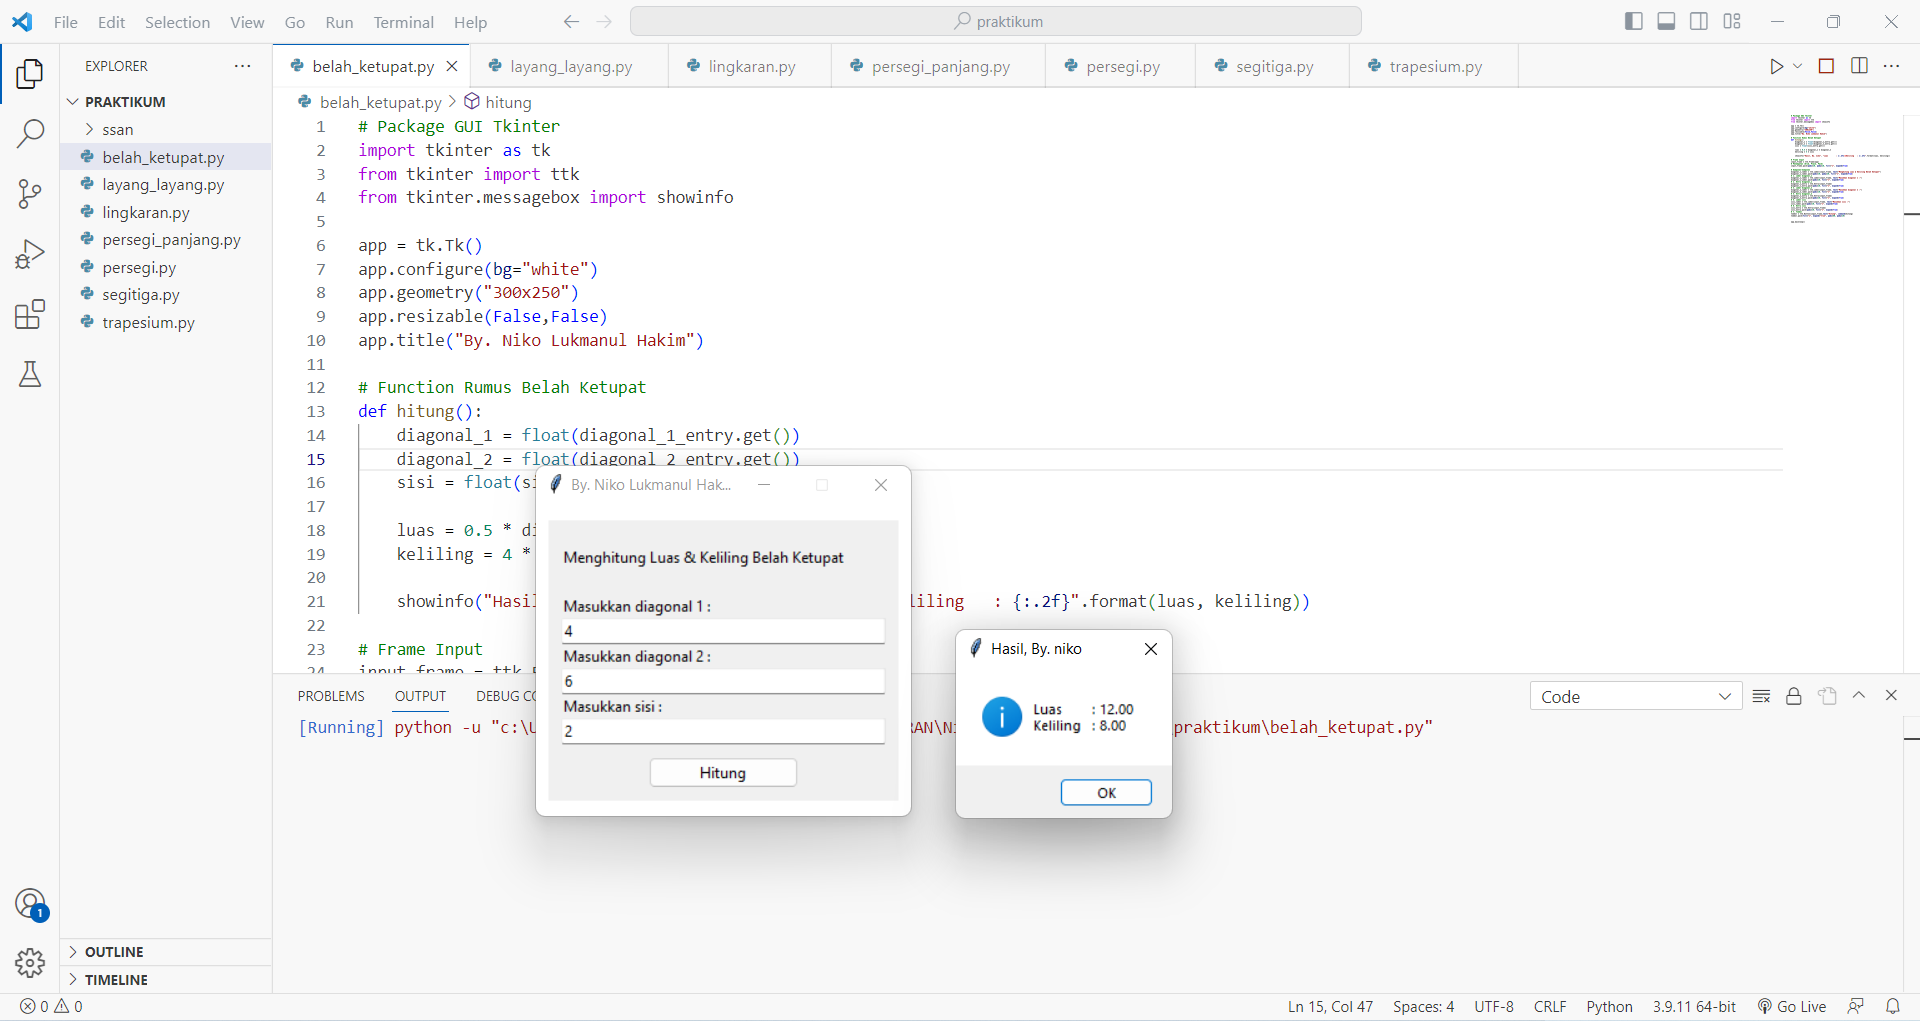 File Edit Selection View Go Run Terminal Help
praktikum
EXPLORER
PRAKTIKUM
ssan
belah_ketupat.py
layang_layang.py
lingkaran.py
persegi_panjang.py
persegi.py
segitiga.py
trapesium.py
OUTLINE
TIMELINE
belah_ketupat.py layang_layang.py lingkaran.py persegi_panjang.py persegi.py segitiga.py trapesium.py
belah_ketupat.py > hitung
1 # Package GUI Tkinter
2 import tkinter as tk
3 from tkinter import ttk
4 from tkinter.messagebox import showinfo
5
6 app = tk.Tk()
7 app.configure(bg="white")
8 app.geometry("300x250")
9 app.resizable(False,False)
10 app.title("By. Niko Lukmanul Hakim")
11
12 # Function Rumus Belah Ketupat
13 def hitung():
14 diagonal_1 = float(diagonal_1_entry.get())
15 diagonal_2 = float(diagonal_2_entry.get())
16 sisi = float(si
17
18 luas = 0.5 * di
19 keliling = 4 *
20
21 showinfo("Hasil liling : {:.2f}".format(luas, keliling))
22
23 # Frame Input
24 input_frame = ttk
By. Niko Lukmanul Hak...
Menghitung Luas & Keliling Belah Ketupat
Masukkan diagonal 1 :
4
Masukkan diagonal 2 :
6
Masukkan sisi :
2
Hitung
Hasil, By. niko
Luas : 12.00
Keliling : 8.00
OK
PROBLEMS OUTPUT DEBUG CO
Code
[Running] python -u "c:\U RAN\Ni praktikum\belah_ketupat.py"
1
0 0
Ln 15, Col 47 Spaces: 4 UTF-8 CRLF Python 3.9.11 64-bit Go Live